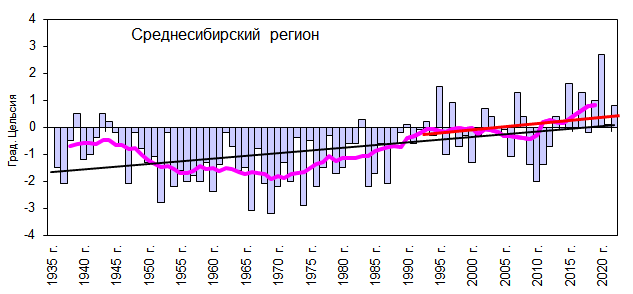 Среднесибирский регион
4
3
2
1
0
-1
-2
-3
-4
Град. Цельсия
1935 г.
1940 г.
1945 г.
1950 г.
1955 г.
1960 г.
1965 г.
1970 г.
1975 г.
1980 г.
1985 г.
1990 г.
1995 г.
2000 г.
2005 г.
2010 г.
2015 г.
2020 г.